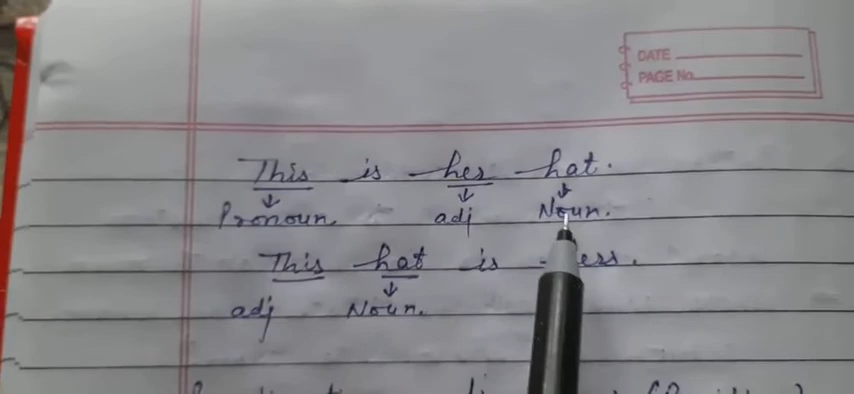 DATE
PAGE No.
This is her hat.
Pronoun adj Noun.
This hat is
adj Noun.